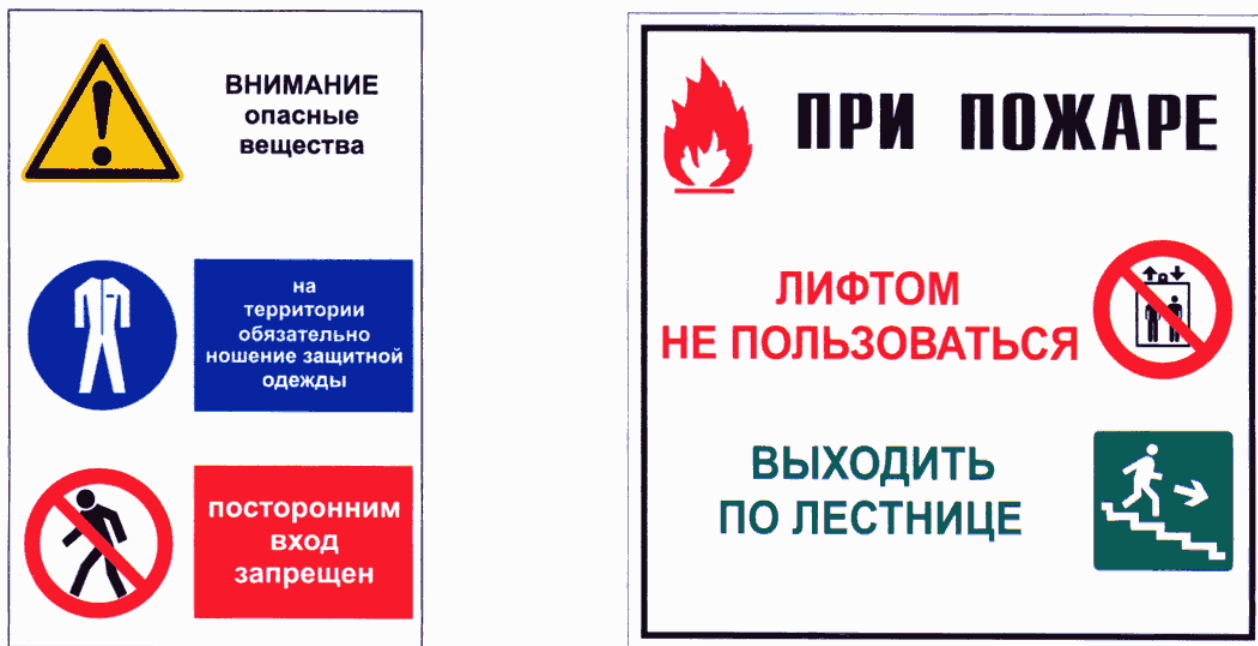 ВНИМАНИЕ
опасные
вещества
на
территории
обязательно
ношение защитной
одежды
посторонним
вход
запрещен
ПРИ ПОЖАРЕ
ЛИФТОМ
НЕ ПОЛЬЗОВАТЬСЯ
ВЫХОДИТЬ
ПО ЛЕСТНИЦЕ